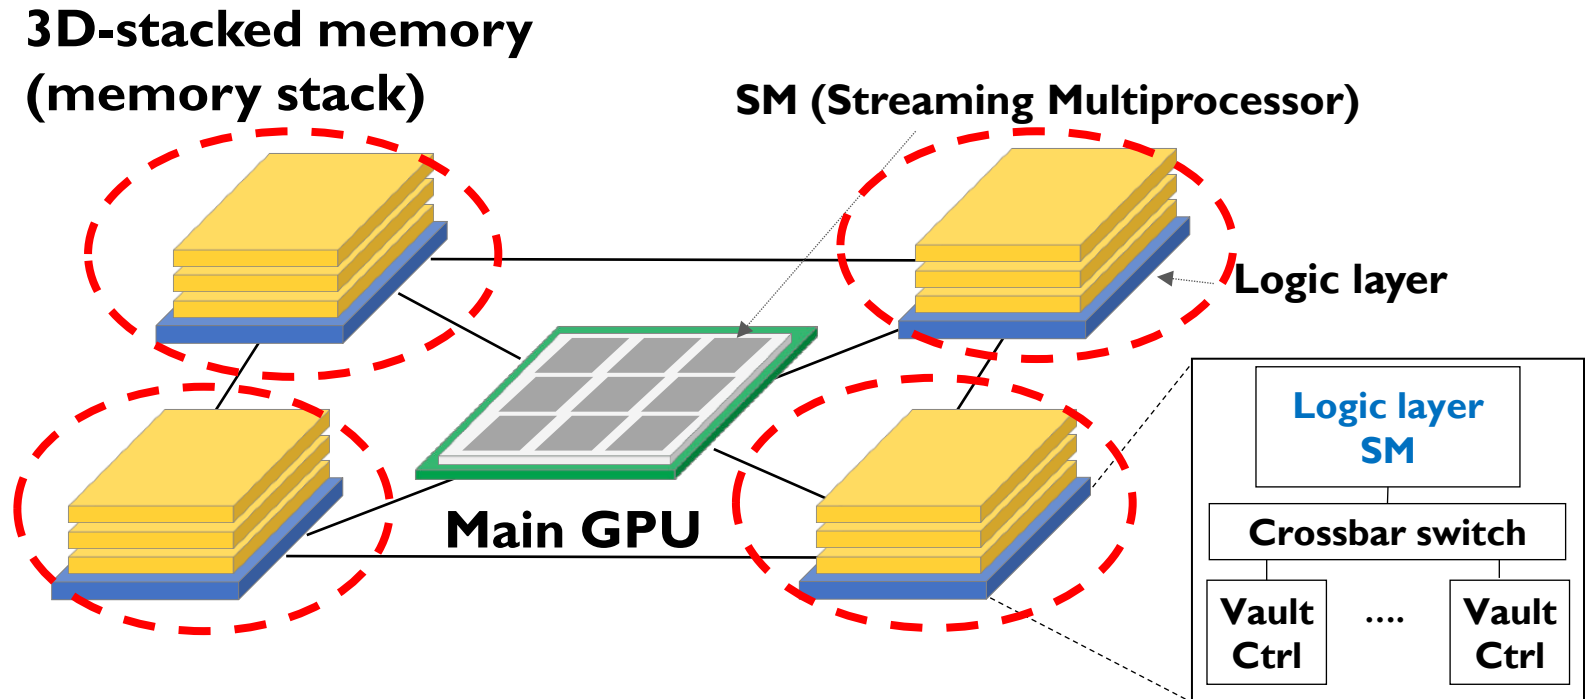 3D-stacked memory
(memory stack)
SM (Streaming Multiprocessor)
Logic layer
Main GPU
Logic layer
SM
Crossbar switch
Vault
Ctrl
....
Vault
Ctrl